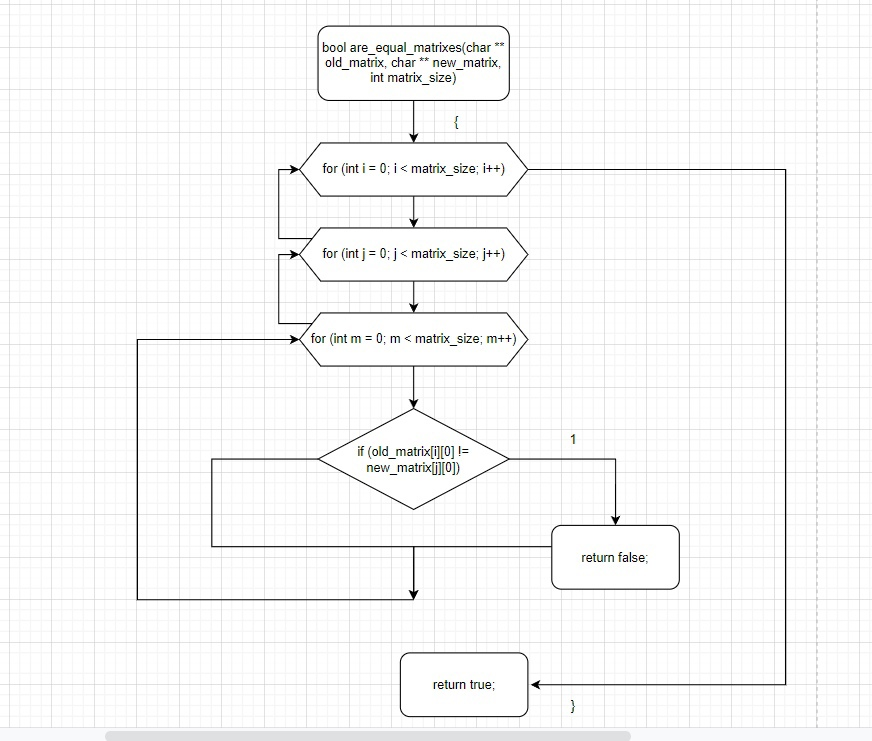 bool are_equal_matrixes(char **
old_matrix, char ** new_matrix,
int matrix_size)
{
for (int i = 0; i < matrix_size; i++)
for (int j = 0; j < matrix_size; j++)
for (int m = 0; m < matrix_size; m++)
1
if (old_matrix[i][0] !=
new_matrix[j][0])
return false;
return true;
}